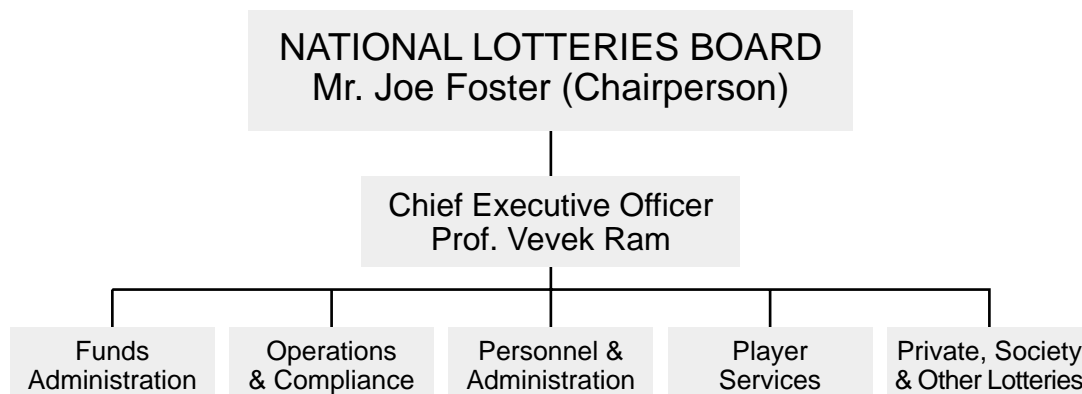 NATIONAL LOTTERIES BOARD
Mr. Joe Foster (Chairperson)
Chief Executive Officer
Prof. Vevek Ram
Funds
Administration
Operations
& Compliance
Personnel &
Administration
Player
Services
Private, Society
& Other Lotteries